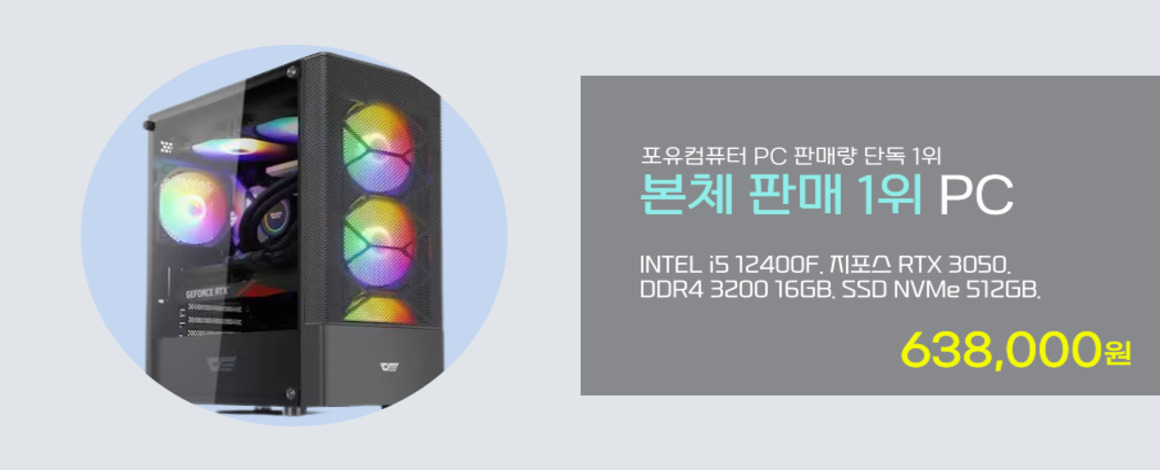 포유컴퓨터 PC 판매량 단독 1위
본체 판매 1위 PC
INTEL i5 12400F. 지포스 RTX 3050.
DDR4 3200 16GB. SSD NVMe 512GB.
638,000원
GEFORCE RTX